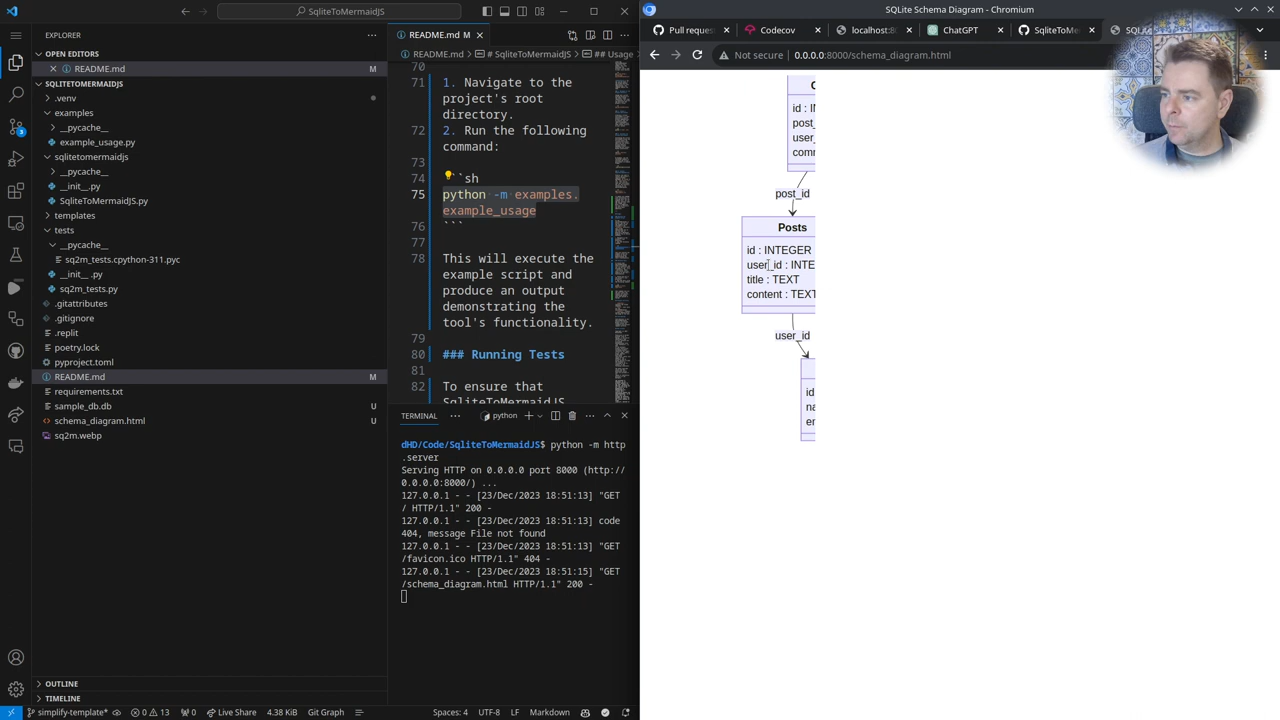 SqliteToMermaidJS
SQLite Schema Diagram - Chromium
EXPLORER
OPEN EDITORS
README.md M
SQLITETOMERMAIDJS
.venv
examples
__pycache__
example_usage.py
sqlitetomermaidjs
__pycache__
__init__.py
SQliteToMermaidJS.py
templates
tests
__pycache__
sq2m_tests.cpython-311.pyc
__init__ .py
sq2m_tests.py
.gitattributes
.gitignore
.replit
poetry.lock
pyproject.toml
README.md M
requirements.txt
sample_db.db U
schema_diagram.html U
sq2m.webp
OUTLINE
TIMELINE
README.md M
README.md > # SqliteToMermaidJS > ## Usage
70
71 1. Navigate to the
project's root
directory.
72 2. Run the following
command:
73
74 ```sh
75 python -m examples.
example_usage
76 ```
77
78 This will execute the
example script and
produce an output
demonstrating the
tool's functionality.
79
80 ### Running Tests
81
82 To ensure that
SqliteToMermaidJS
TERMINAL
python
dHD/Code/SqliteToMermaidJS$ python -m http
.server
Serving HTTP on 0.0.0.0 port 8000 (http://
0.0.0.0:8000/) ...
127.0.0.1 - - [23/Dec/2023 18:51:13] "GET
/ HTTP/1.1" 200 -
127.0.0.1 - - [23/Dec/2023 18:51:13] code
404, message File not found
127.0.0.1 - - [23/Dec/2023 18:51:13] "GET
/favicon.ico HTTP/1.1" 404 -
127.0.0.1 - - [23/Dec/2023 18:51:15] "GET
/schema_diagram.html HTTP/1.1" 200 -
Pull reques
Codecov
localhost:8
ChatGPT
SqliteToMe
SQL
Not secure
0.0.0.0:8000/schema_diagram.html
id : IN
post_
user_
comm
post_id
Posts
id : INTEGER
user_id : INTE
title : TEXT
content : TEXT
user_id
id
na
em
simplify-template*
0
13
0
Live Share
4.38 KiB
Git Graph
Spaces: 4
UTF-8
LF
Markdown
3